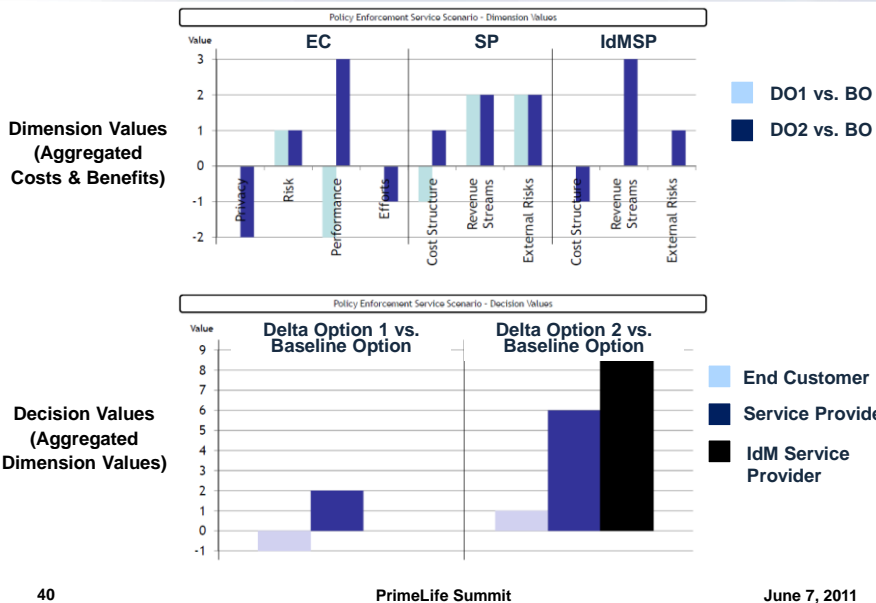 Policy Enforcement Service Scenario - Dimension Values
Value
EC
SP
IdMSP
3
2
1
0
-1
-2
Privacy
Risk
Performance
Efforts
Cost Structure
Revenue
Streams
External Risks
Cost Structure
Revenue
Streams
External Risks
DO1 vs. BO
DO2 vs. BO
Dimension Values
(Aggregated
Costs & Benefits)
Policy Enforcement Service Scenario - Decision Values
Value
Delta Option 1 vs.
Baseline Option
Delta Option 2 vs.
Baseline Option
9
8
7
6
5
4
3
2
1
0
-1
End Customer
Service Provide
IdM Service
Provider
Decision Values
(Aggregated
Dimension Values)
40
PrimeLife Summit
June 7, 2011